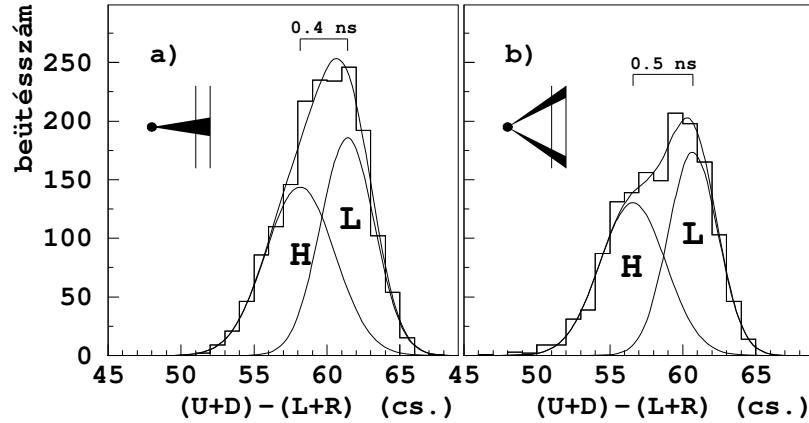 beütésszám
250
200
150
100
50
0
a)
0.4 ns
H
L
45 50 55 60 65
(U+D)-(L+R) (cs.)
b)
0.5 ns
H
L
45 50 55 60 65
(U+D)-(L+R) (cs.)